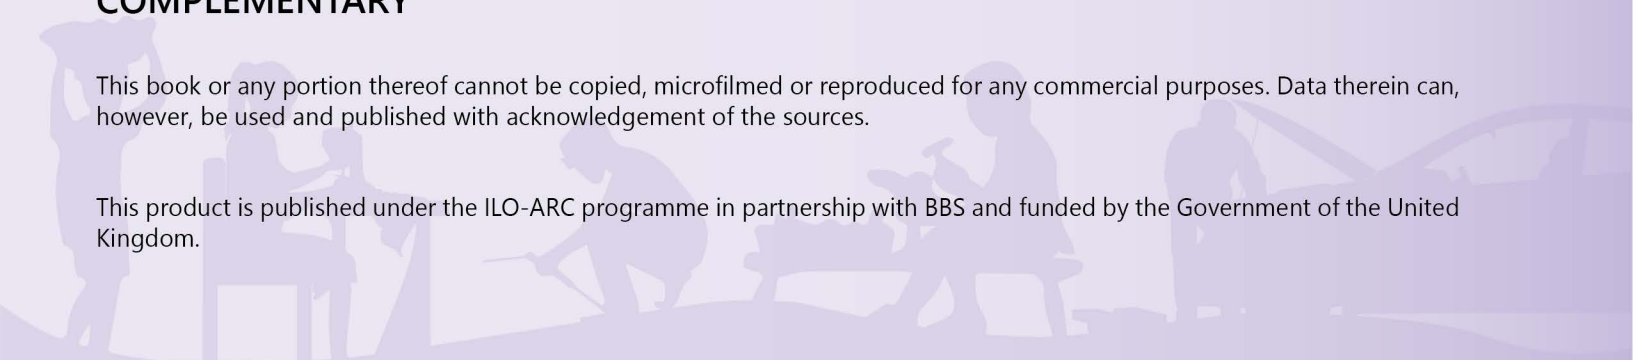 COMPLEMENTARY
This book or any portion thereof cannot be copied, microfilmed or reproduced for any commercial purposes. Data therein can,
however, be used and published with acknowledgement of the sources.
This product is published under the ILO-ARC programme in partnership with BBS and funded by the Government of the United
Kingdom.